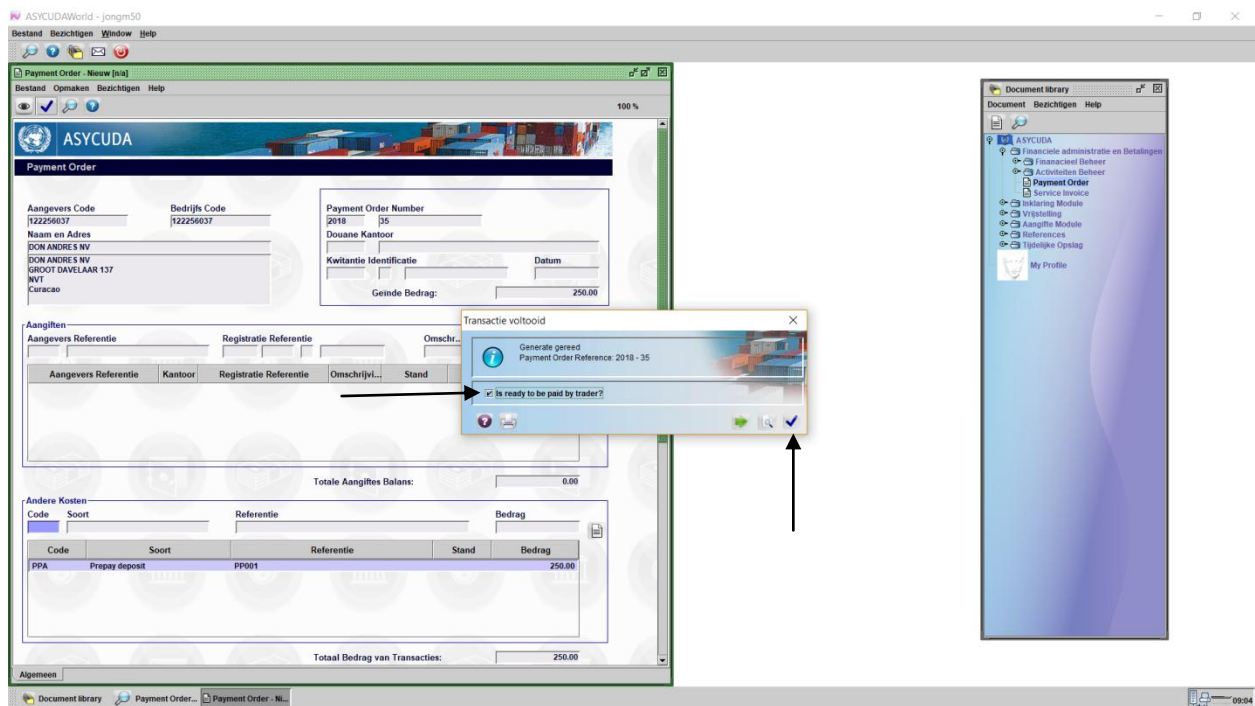 ASYCUDAWorld - jongm50
Bestand Bezichtigen Window Help
Payment Order - Nieuw [n/a]
Bestand Opmaken Bezichtigen Help
100 %
ASYCUDA
Payment Order
Aangevers Code Bedrijfs Code Payment Order Number
122256037 122256037 2018 35
Naam en Adres Douane Kantoor
DON ANDRES NV
DON ANDRES NV Kwitantie Identificatie Datum
GROOT DAVELAAR 137
NVT
Curacao Geïnde Bedrag: 250.00
Aangiften
Aangevers Referentie Registratie Referentie Omschr...
Aangevers Referentie Kantoor Registratie Referentie Omschrijvi... Stand
Totale Aangiftes Balans: 0.00
Andere Kosten
Code Soort Referentie Bedrag
Code Soort Referentie Stand Bedrag
PPA Prepay deposit PP001 250.00
Totaal Bedrag van Transacties: 250.00
Algemeen
Transactie voltooid
Generate gereed
Payment Order Reference: 2018 - 35
Is ready to be paid by trader?
Document library
Document Bezichtigen Help
ASYCUDA
Financiele administratie en Betalingen
Finanacieel Beheer
Activiteiten Beheer
Payment Order
Service Invoice
Inklaring Module
Vrijstelling
Aangifte Module
References
Tijdelijke Opslag
My Profile
Document library Payment Order... Payment Order - Ni...
09:04